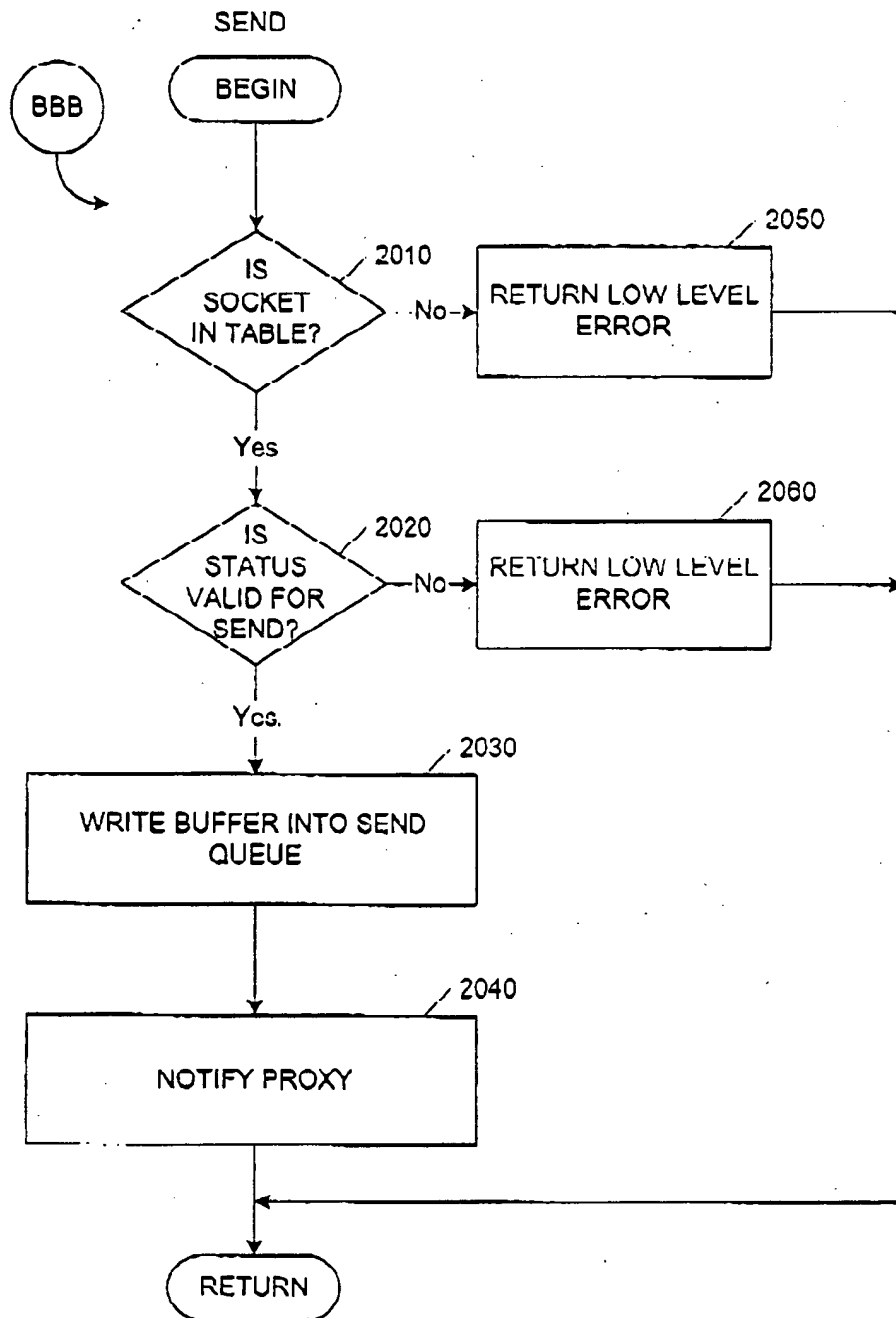 SEND
BBB
BEGIN
IS
SOCKET
IN TABLE?
2010
No
2050
RETURN LOW LEVEL
ERROR
Yes
IS
STATUS
VALID FOR
SEND?
2020
No
2060
RETURN LOW LEVEL
ERROR
Yes.
2030
WRITE BUFFER INTO SEND
QUEUE
2040
NOTIFY PROXY
RETURN